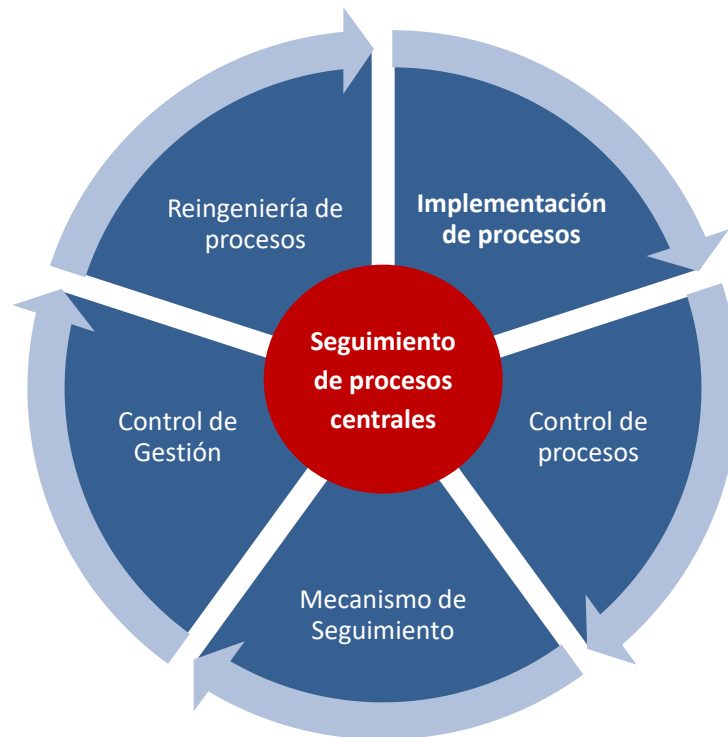 Reingeniería de
procesos
Implementación
de procesos
Seguimiento
de procesos
centrales
Control de
Gestión
Control de
procesos
Mecanismo de
Seguimiento